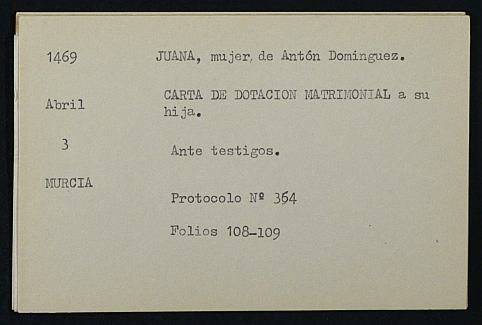 1469
JUANA, mujer, de Antón Dominguez.
Abril
CARTA DE DOTACION MATRIMONIAL a su
hija.
3
Ante testigos.
MURCIA
Protocolo Nº 364
Folios 108-109